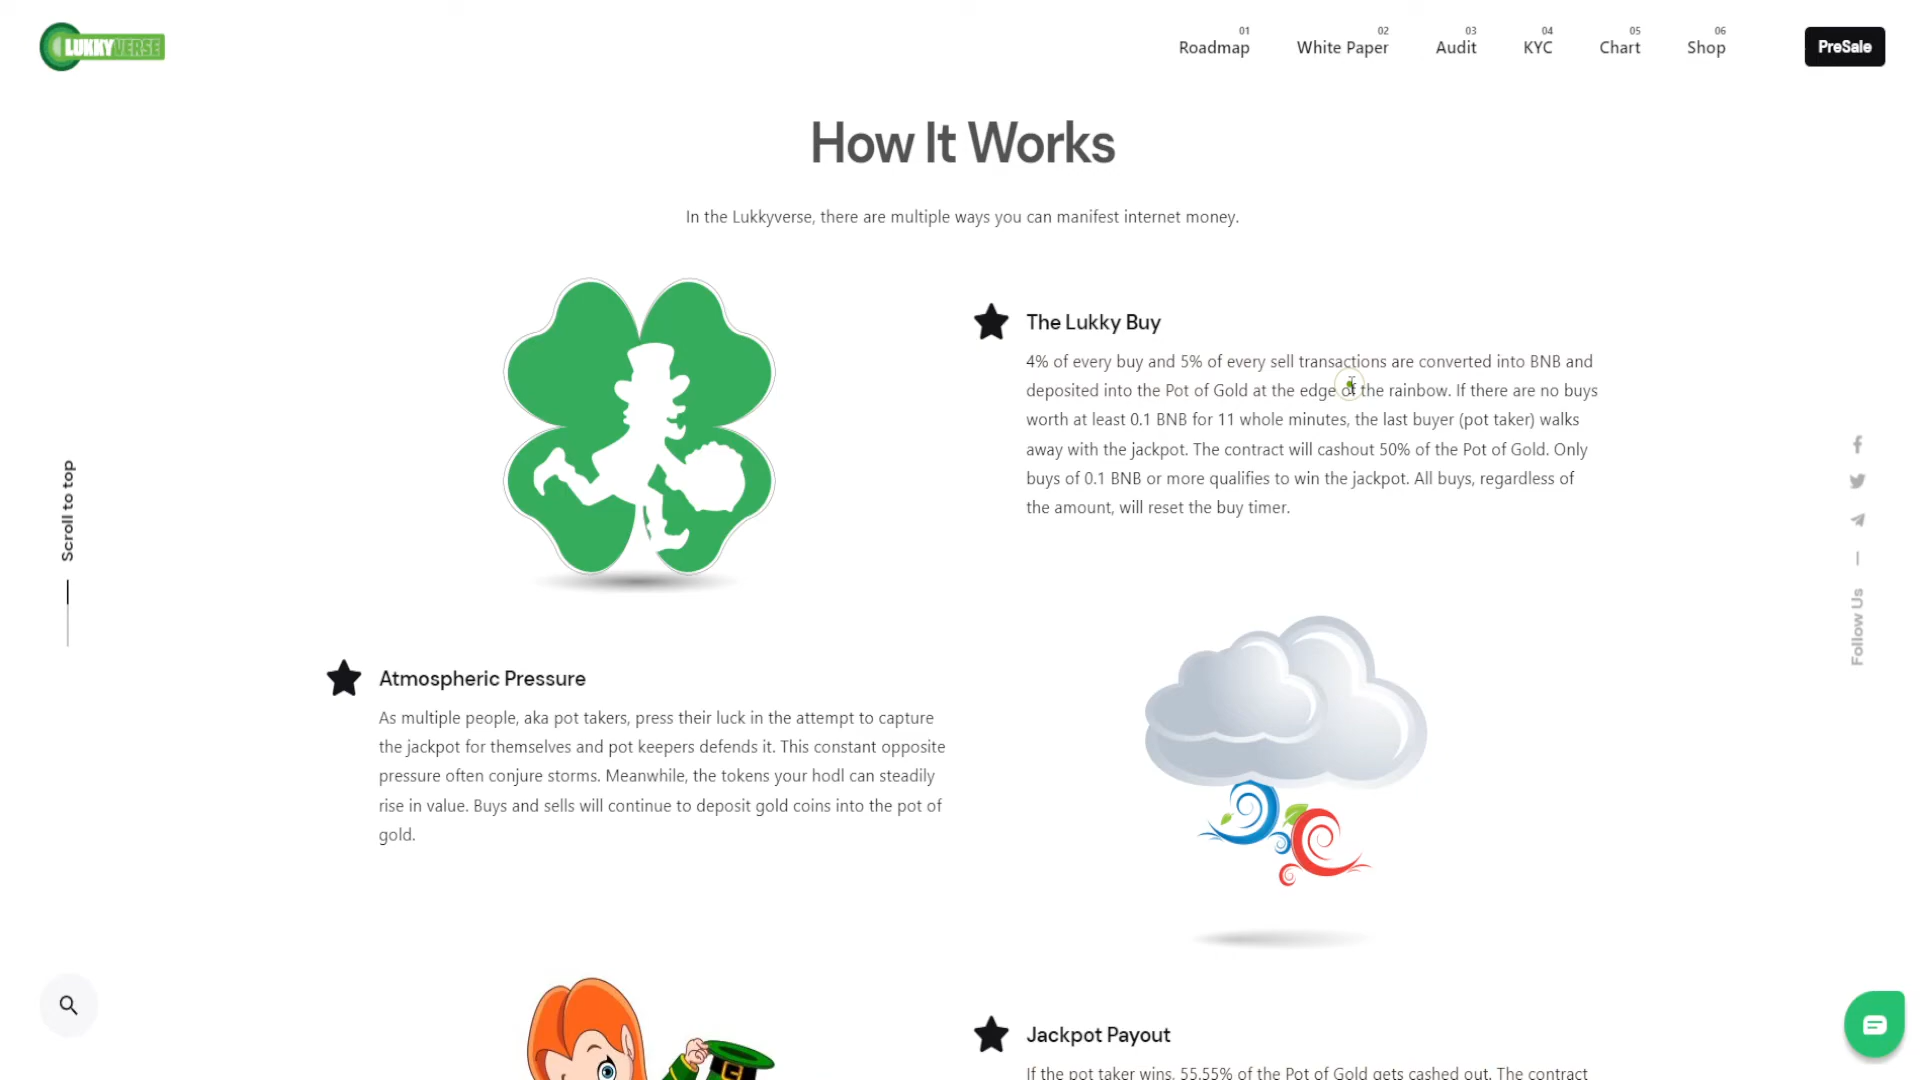 LUKKYVERSE
01
Roadmap
02
White Paper
03
Audit
04
KYC
05
Chart
06
Shop
PreSale
How It Works
In the Lukkyverse, there are multiple ways you can manifest internet money.
The Lukky Buy
4% of every buy and 5% of every sell transactions are converted into BNB and
deposited into the Pot of Gold at the edge of the rainbow. If there are no buys
worth at least 0.1 BNB for 11 whole minutes, the last buyer (pot taker) walks
away with the jackpot. The contract will cashout 50% of the Pot of Gold. Only
buys of 0.1 BNB or more qualifies to win the jackpot. All buys, regardless of
the amount, will reset the buy timer.
Scroll to top
Follow Us
Atmospheric Pressure
As multiple people, aka pot takers, press their luck in the attempt to capture
the jackpot for themselves and pot keepers defends it. This constant opposite
pressure often conjure storms. Meanwhile, the tokens your hodl can steadily
rise in value. Buys and sells will continue to deposit gold coins into the pot of
gold.
Jackpot Payout
If the pot taker wins, 55.55% of the Pot of Gold gets cashed out. The contract